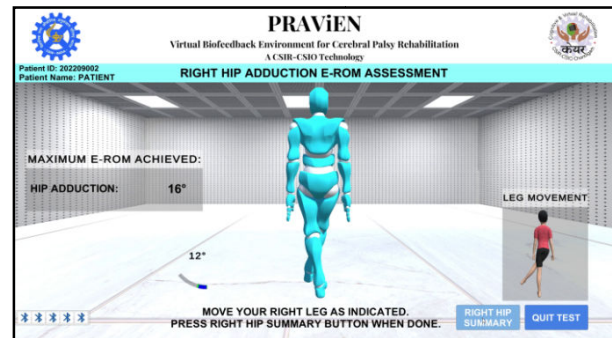 PRAViEN
Virtual Biofeedback Environment for Cerebral Palsy Rehabilitation
A CSIR-CSIO Technology
Patient ID: 202209002
Patient Name: PATIENT
RIGHT HIP ADDUCTION E-ROM ASSESSMENT
केयर
MAXIMUM E-ROM ACHIEVED:
HIP ADDUCTION: 16°
LEG MOVEMENT
12°
MOVE YOUR RIGHT LEG AS INDICATED.
PRESS RIGHT HIP SUMMARY BUTTON WHEN DONE.
RIGHT HIP
SUMMARY
QUIT TEST